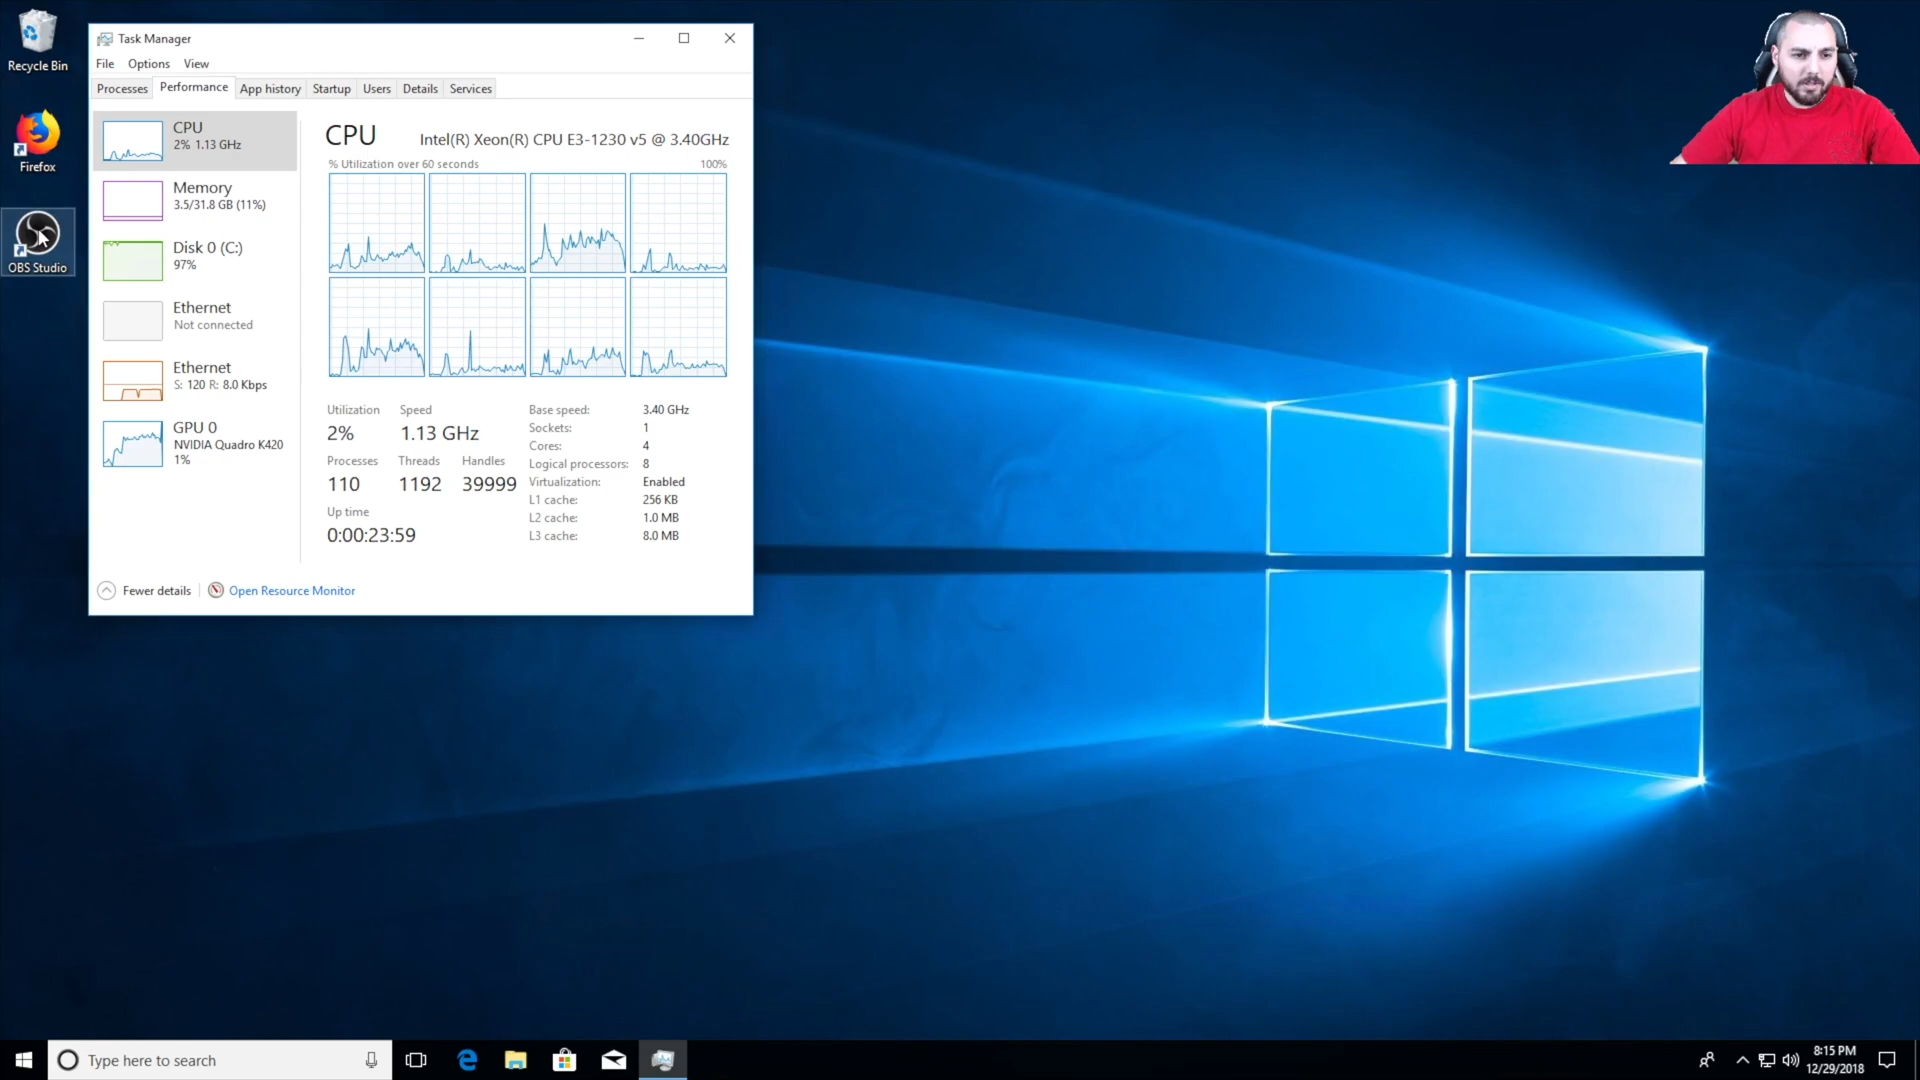 Recycle Bin
Firefox
OBS Studio
Task Manager
File Options View
Processes Performance App history Startup Users Details Services
CPU
2% 1.13 GHz
Memory
3.5/31.8 GB (11%)
Disk 0 (C:)
97%
Ethernet
Not connected
Ethernet
S: 120 R: 8.0 Kbps
GPU 0
NVIDIA Quadro K420
1%
CPU Intel(R) Xeon(R) CPU E3-1230 v5 @ 3.40GHz
% Utilization over 60 seconds 100%
Utilization Speed
2% 1.13 GHz
Processes Threads Handles
110 1192 39999
Up time
0:00:23:59
Base speed: 3.40 GHz
Sockets: 1
Cores: 4
Logical processors: 8
Virtualization: Enabled
L1 cache: 256 KB
L2 cache: 1.0 MB
L3 cache: 8.0 MB
Fewer details Open Resource Monitor
Type here to search
8:15 PM
12/29/2018